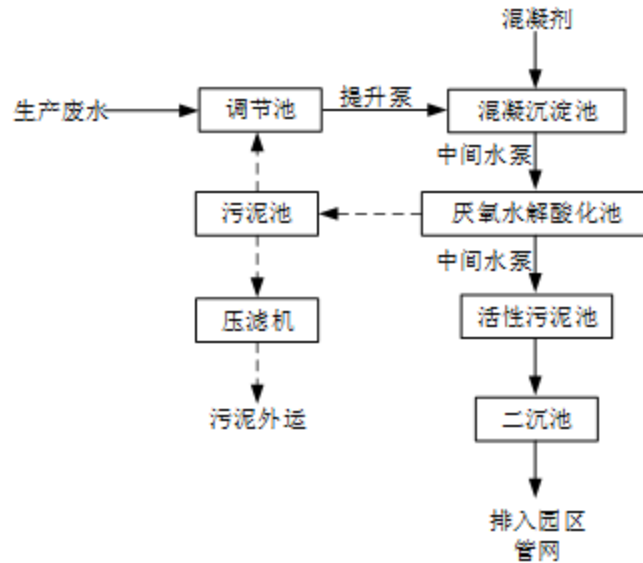 混凝剂
生产废水
调节池
提升泵
混凝沉淀池
中间水泵
污泥池
厌氧水解酸化池
中间水泵
压滤机
活性污泥池
污泥外运
二沉池
排入园区
管网